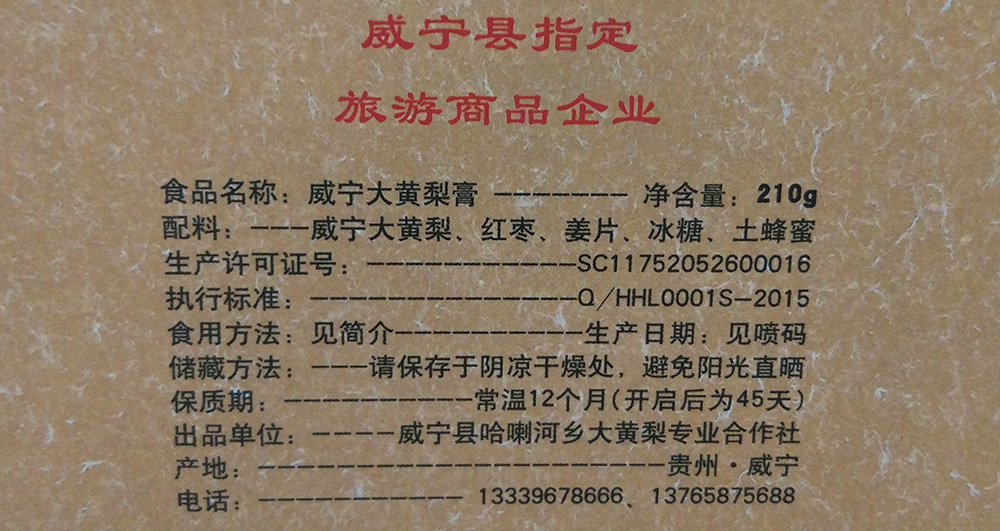 威宁县指定
旅游商品企业
食品名称：威宁大黄梨膏 ------- 净含量：210g
配料：---威宁大黄梨、红枣、姜片、冰糖、土蜂蜜
生产许可证号：-----------SC11752052600016
执行标准：--------------Q/HHL0001S-2015
食用方法：见简介----------生产日期：见喷码
储藏方法：---请保存于阴凉干燥处，避免阳光直晒
保质期：----------常温12个月（开启后为45天）
出品单位：----威宁县哈喇河乡大黄梨专业合作社
产地：--------------------贵州·威宁
电话：---------- 13339678666、13765875688